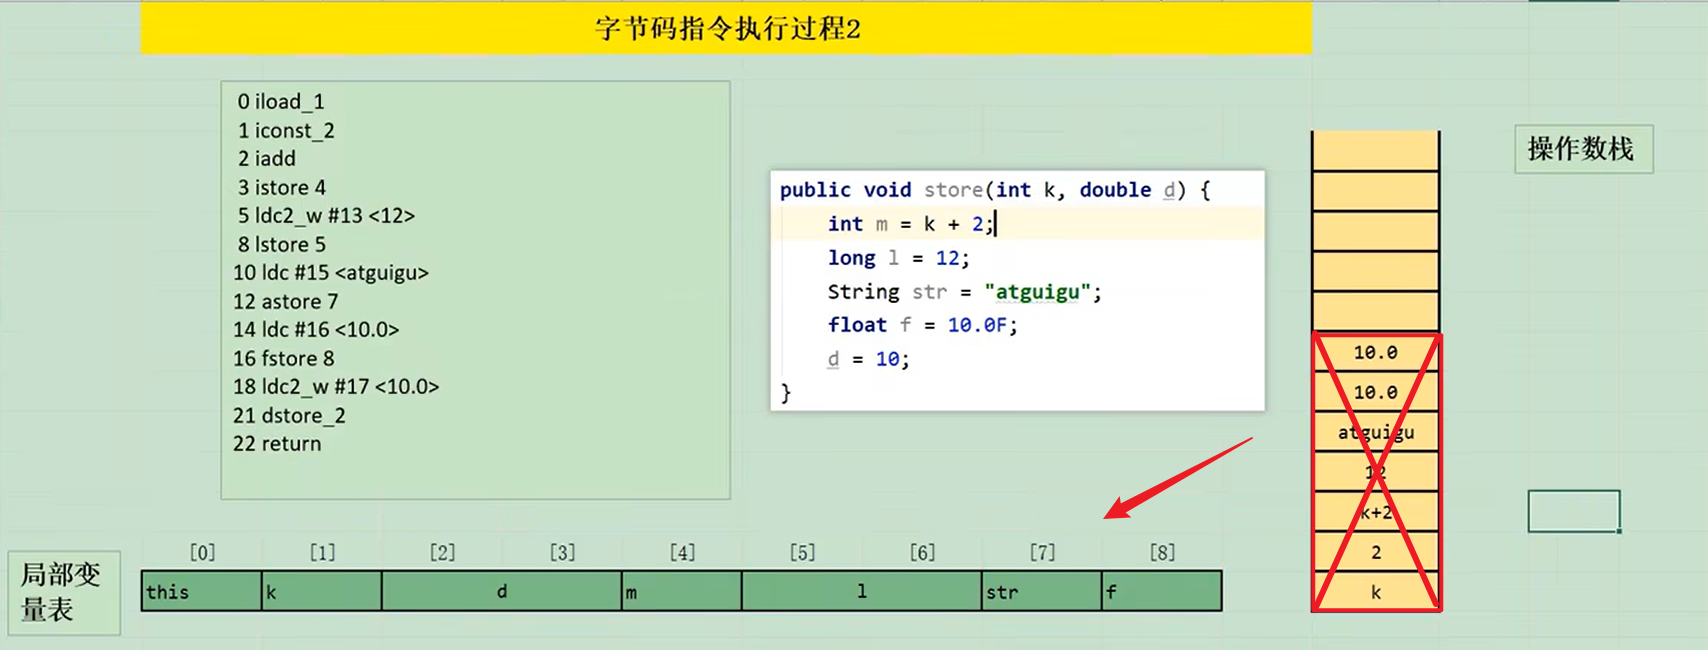 字节码指令执行过程2
0 iload_1
1 iconst_2
2 iadd
3 istore 4
5 ldc2_w #13 <12>
8 lstore 5
10 ldc #15 <atguigu>
12 astore 7
14 ldc #16 <10.0>
16 fstore 8
18 ldc2_w #17 <10.0>
21 dstore_2
22 return
public void store(int k, double d) {
int m = k + 2;
long l = 12;
String str = "atguigu";
float f = 10.0F;
d = 10;
}
操作数栈
10.0
10.0
atguigu
12
k+2
2
k
局部变
量表
[0] [1] [2] [3] [4] [5] [6] [7] [8]
this k d m l str f